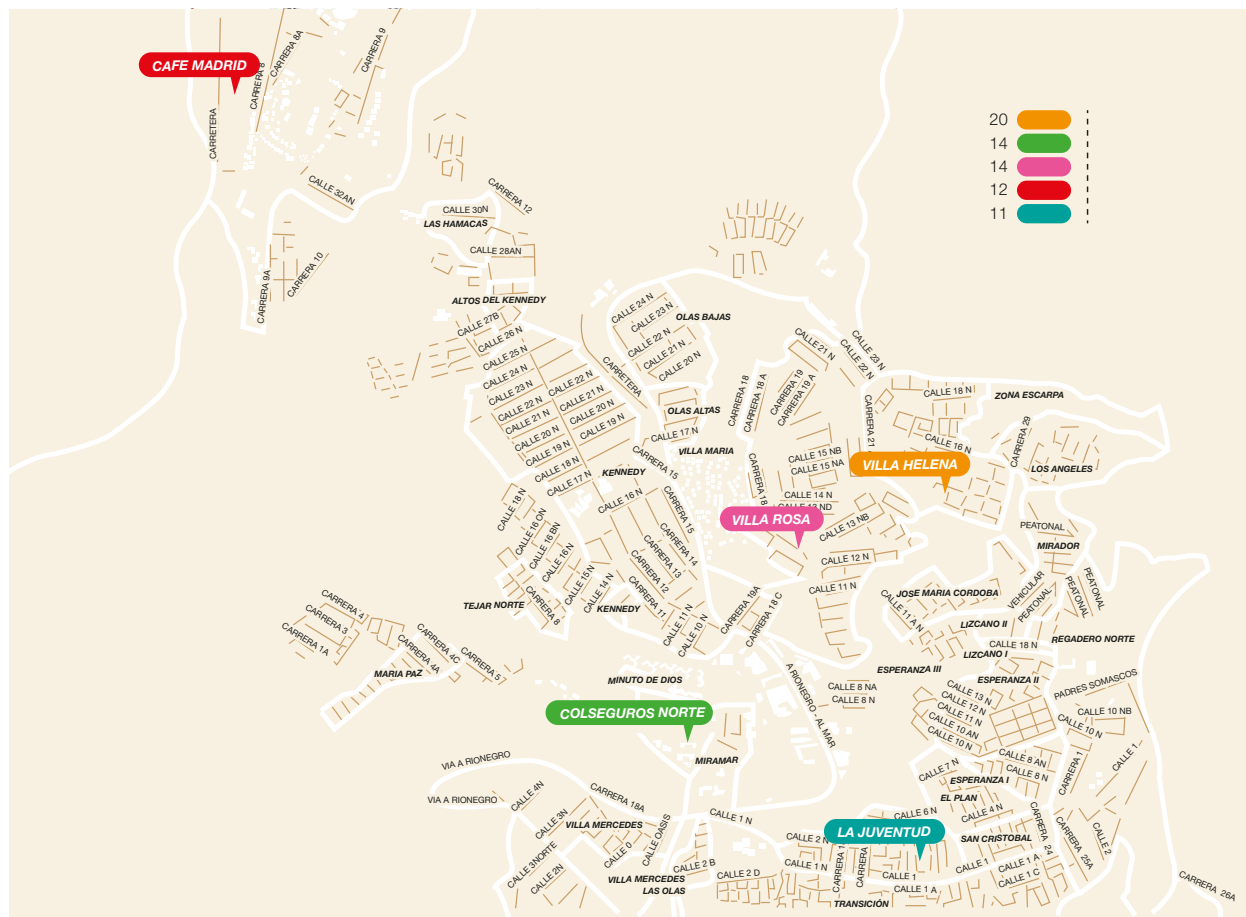 CAFE MADRID
CARRERA 8A
CARRERA 9
CARRERA 8
CARRETERA
CALLE 32AN
CARRERA 12
CALLE 30N
LAS HAMACAS
CALLE 28AN
CARRERA 9A
CARRERA 10
20
14
14
12
11
ALTOS DEL KENNEDY
CALLE 27B
CALLE 26 N
CALLE 25 N
CALLE 24 N
CALLE 23 N
CALLE 22 N
CALLE 21 N
CALLE 20 N
CALLE 19 N
CALLE 18 N
CALLE 17 N
CALLE 22 N
CALLE 21 N
CALLE 20 N
CALLE 19 N
CALLE 24 N
CALLE 23 N
CALLE 22 N
CALLE 21 N
CALLE 20 N
OLAS BAJAS
CARRETERA
OLAS ALTAS
CALLE 17 N
VILLA MARIA
CARRERA 18
CARRERA 18 A
CARRERA 19
CARRERA 19 A
CALLE 21 N
CALLE 22 N
CALLE 23 N
CARRERA 21
CALLE 18 N
ZONA ESCARPA
CALLE 16 N
CARRERA 29
LOS ANGELES
VILLA HELENA
CALLE 15 NB
CALLE 15 NA
CARRERA 18
CALLE 14 N
VILLA ROSA
CALLE 13 NB
CALLE 12 N
CALLE 11 N
KENNEDY
CARRERA 15
CALLE 16 N
CARRERA 15
CARRERA 14
CARRERA 13
CARRERA 12
CARRERA 11
CALLE 11 N
CALLE 10 N
CALLE 18 N
CALLE 16 ON
CALLE 16 BN
CALLE 16 N
CALLE 15 N
CALLE 14 N
TEJAR NORTE
CARRERA 8
KENNEDY
CARRERA 19A
CARRERA 18 C
PEATONAL
MIRADOR
VEHICULAR
PEATONAL
PEATONAL
PEATONAL
JOSE MARIA CORDOBA
CALLE 11 A N
LIZCANO II
REGADERO NORTE
CALLE 18 N
LIZCANO I
ESPERANZA III
ESPERANZA II
CARRERA 4
CARRERA 3
CARRERA 1A
CARRERA 4C
CARRERA 4A
CARRERA 5
MARIA PAZ
MINUTO DE DIOS
COLSEGUROS NORTE
A RIONEGRO - AL MAR
CALLE 8 NA
CALLE 8 N
CALLE 13 N
CALLE 12 N
CALLE 11 N
CALLE 10 AN
CALLE 10 N
PADRES SOMASCOS
CALLE 10 NB
CALLE 10 N
CALLE 1
CARRERA 1
MIRAMAR
VIA A RIONEGRO
VIA A RIONEGRO
CALLE 7 N
CALLE 8 AN
CALLE 8 N
ESPERANZA I
EL PLAN
CALLE 4 N
CALLE 6 N
LA JUVENTUD
SAN CRISTOBAL
CARRERA 24
CARRERA 25A
CALLE 2
CALLE 4N
CALLE 3N
CARRERA 18A
VILLA MERCEDES
CALLE 0
CALLE OASIS
CALLE 1 N
CALLE 2 N
CALLE 3NORTE
CALLE 2N
VILLA MERCEDES
LAS OLAS
CALLE 2 B
CALLE 2 D
CALLE 1 N
CARRERA
CALLE 1
CALLE 1 A
CALLE 1
CALLE 1 A
CALLE 1 C
TRANSICIÓN
CARRERA 26A